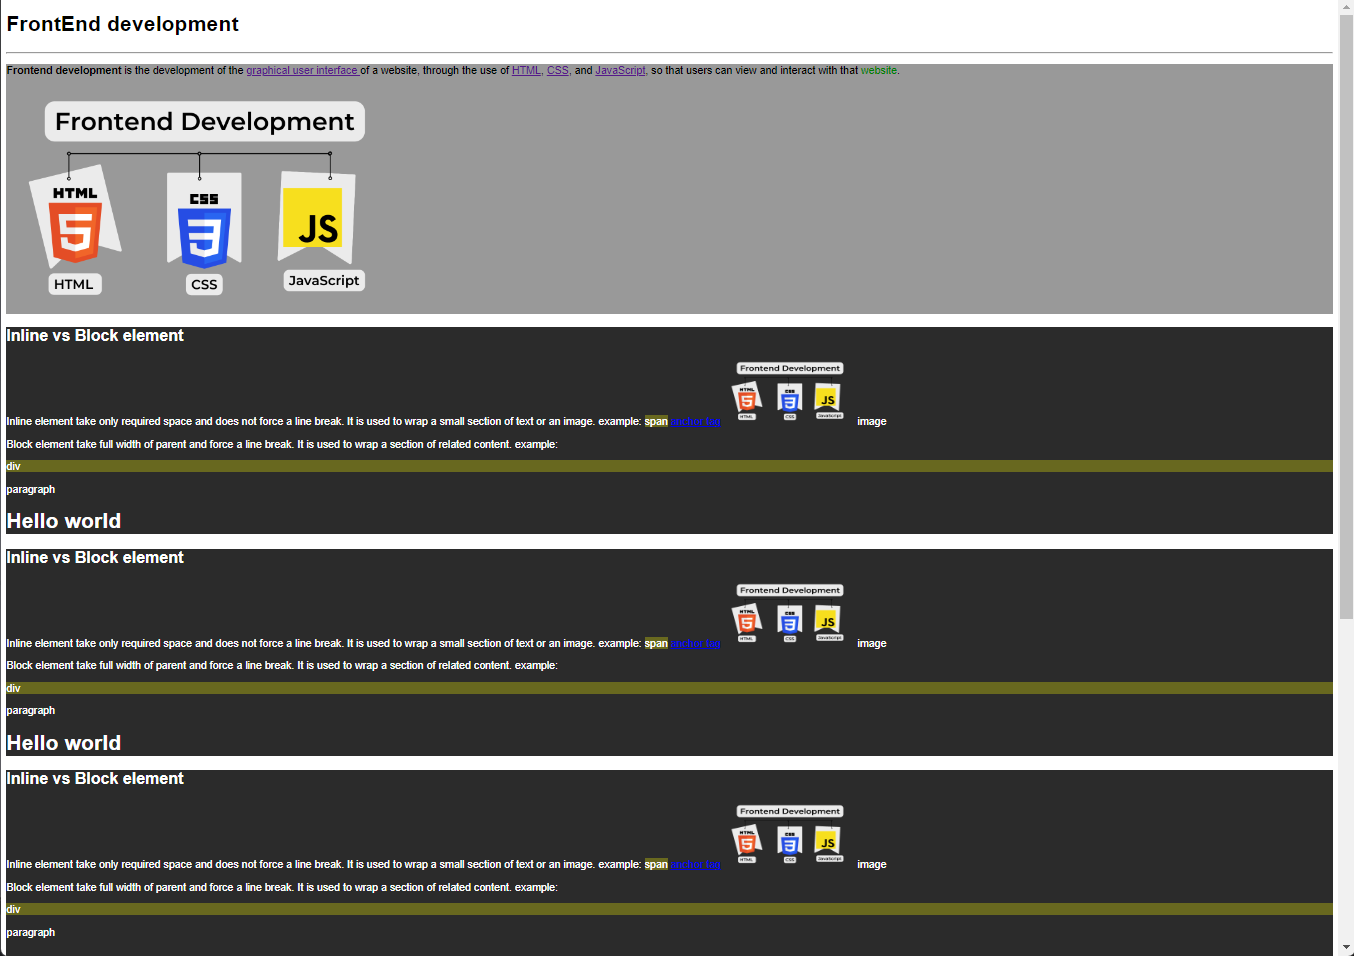 FrontEnd development
Frontend development is the development of the graphical user interface of a website, through the use of HTML, CSS, and JavaScript, so that users can view and interact with that website.
Frontend Development
HTML CSS JS
HTML CSS JavaScript
Inline vs Block element
Frontend Development
HTML CSS JS
HTML CSS JavaScript
Inline element take only required space and does not force a line break. It is used to wrap a small section of text or an image. example: span anchor tag image
Block element take full width of parent and force a line break. It is used to wrap a section of related content. example:
div
paragraph
Hello world
Inline vs Block element
Frontend Development
HTML CSS JS
HTML CSS JavaScript
Inline element take only required space and does not force a line break. It is used to wrap a small section of text or an image. example: span anchor tag image
Block element take full width of parent and force a line break. It is used to wrap a section of related content. example:
div
paragraph
Hello world
Inline vs Block element
Frontend Development
HTML CSS JS
HTML CSS JavaScript
Inline element take only required space and does not force a line break. It is used to wrap a small section of text or an image. example: span anchor tag image
Block element take full width of parent and force a line break. It is used to wrap a section of related content. example:
div
paragraph